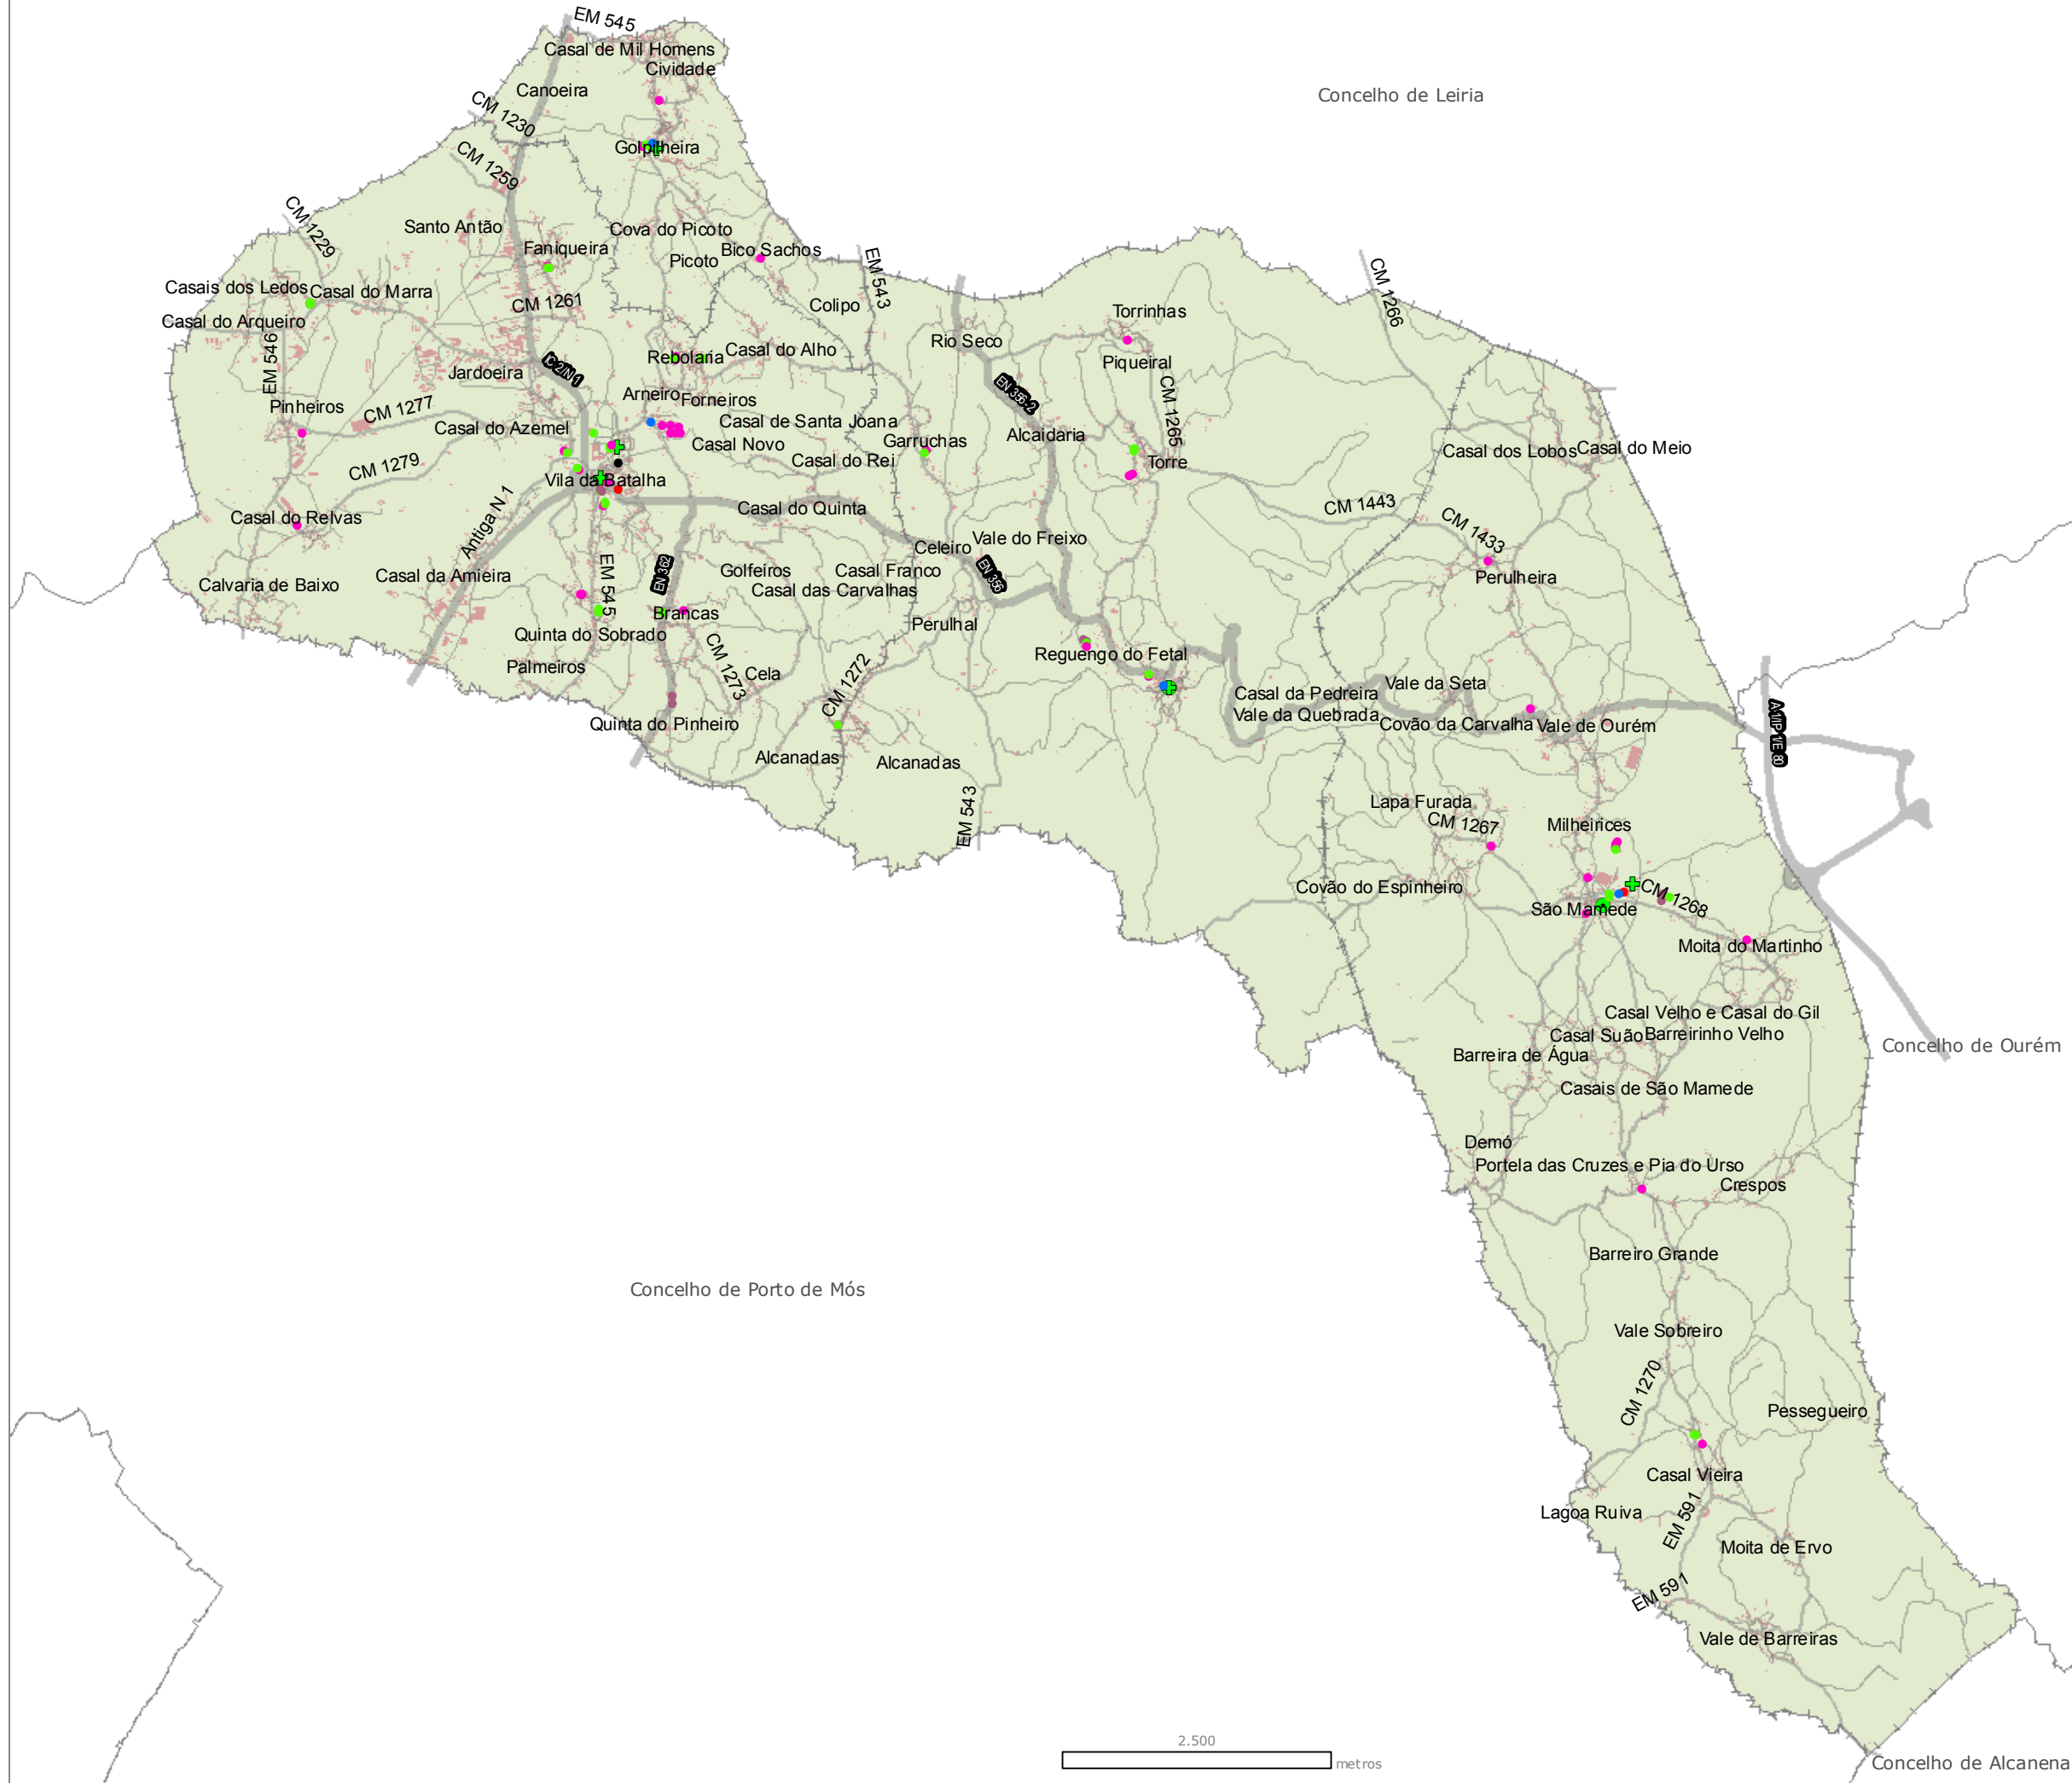 EM 545
Casal de Mil Homens
Cividade
Canoeira
Concelho de Leiria
CM 1230
Golpilheira
CM 1259
CM 1229
Santo Antão
Cova do Picoto
Faniqueira
Bico Sachos
Picoto
EM 543
CM 1266
Casais dos Ledos
Casal do Marra
CM 1261
Colipo
Torrinhas
Casal do Arqueiro
Rio Seco
EM 546
Rebolaria
Casal do Alho
Piqueiral
Jardoeira
IC 2/N 1
EN 356-2
CM 1265
Arneiro
Forneiros
Pinheiros
CM 1277
Casal do Azemel
Casal de Santa Joana
Casal Novo
Garruchas
Alcaidaria
Casal dos Lobos
Casal do Meio
Casal do Rei
Torre
CM 1279
Vila da Batalha
Casal do Quinta
CM 1443
CM 1433
Casal do Relvas
Antiga N 1
Vale do Freixo
Celeiro
Casal da Amieira
EM 545
EN 362
Golfeiros
Casal Franco
EN 356
Perulheira
Calvaria de Baixo
Casal das Carvalhas
Brancas
Perulhal
Quinta do Sobrado
Reguengo do Fetal
Palmeiros
CM 1273
Cela
CM 1272
Casal da Pedreira
Vale da Seta
Vale da Quebrada
Covão da Carvalha
Vale de Ourém
Quinta do Pinheiro
Alcanadas
Alcanadas
EM 543
Lapa Furada
CM 1267
Milheirices
Covão do Espinheiro
CM 1268
São Mamede
Moita do Martinho
Casal Velho e Casal do Gil
Casal Suão
Barreirinho Velho
Concelho de Ourém
Barreira de Água
Casais de São Mamede
Demó
Portela das Cruzes e Pia do Urso
Crespos
Barreiro Grande
Concelho de Porto de Mós
Vale Sobreiro
CM 1270
Pessegueiro
Casal Vieira
Lagoa Ruiva
EM 591
Moita de Ervo
EM 591
Vale de Barreiras
2.500
metros
Concelho de Alcanena